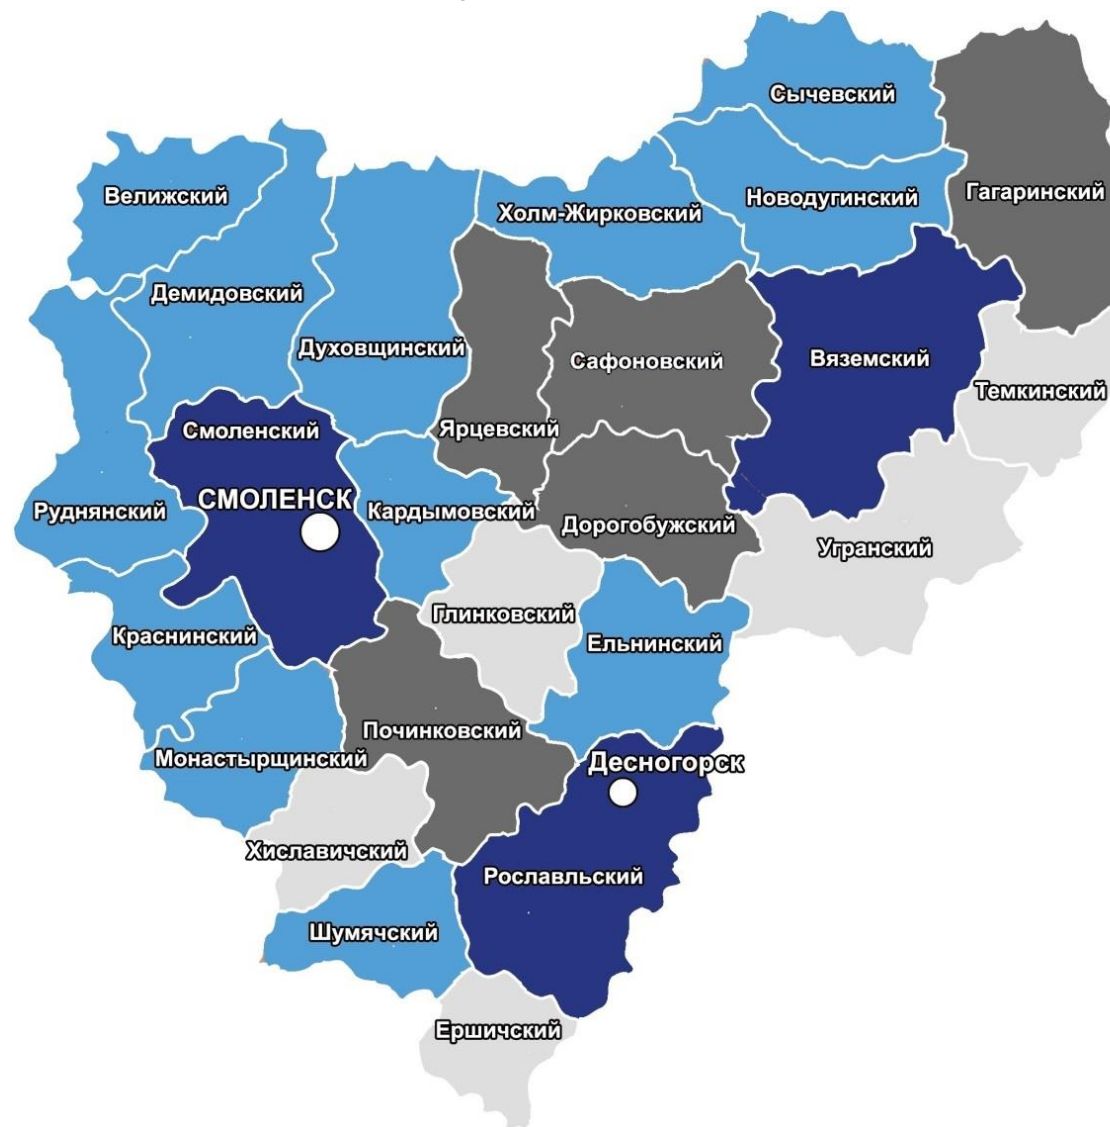 Сычевский
Гагаринский
Велижский
Новодугинский
Холм-Жирковский
Демидовский
Духовщинский
Сафоновский
Вяземский
Темкинский
Смоленский
Ярцевский
СМОЛЕНСК
Руднянский
Кардымовский
Дорогобужский
Угранский
Глинковский
Краснинский
Ельнинский
Починковский
Монастырщинский
Десногорск
Хиславичский
Рославльский
Шумячский
Ершичский